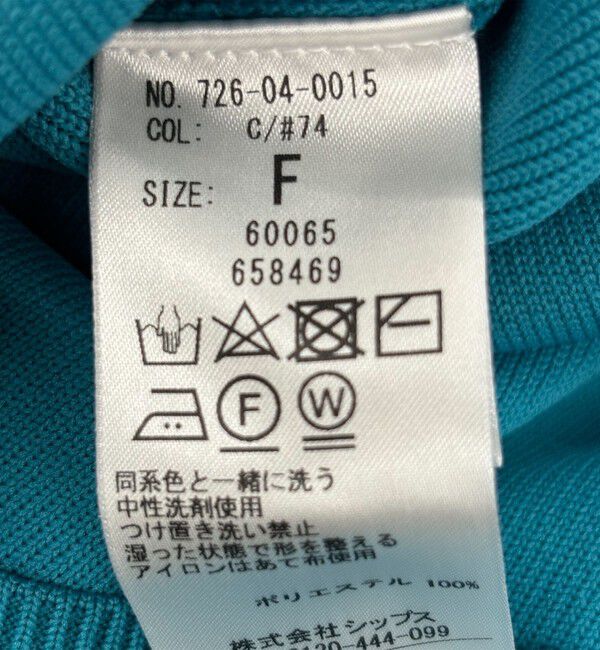 NO. 726-04-0015
COL: C/#74
SIZE: F
60065
658469
F W
同系色と一緒に洗う
中性洗剤使用
つけ置き洗い禁止
湿った状態で形を整える
アイロンはあて布使用
ポリエステル 100%
株式会社シップス
0120-444-099